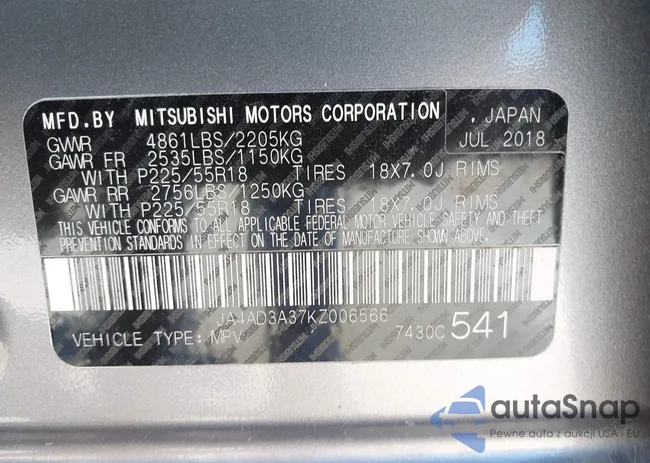 MFD.BY MITSUBISHI MOTORS CORPORATION , JAPAN
GVWR 4861LBS/2205KG JUL 2018
GAWR FR 2535LBS/1150KG
WITH P225/55R18 TIRES 18X7.0J RIMS
GAWR RR 2756LBS/1250KG
WITH P225/55R18 TIRES 18X7.0J RIMS
THIS VEHICLE CONFORMS TO ALL APPLICABLE FEDERAL MOTOR VEHICLE SAFETY AND THEFT
PREVENTION STANDARDS IN EFFECT ON THE DATE OF MANUFACTURE SHOWN ABOVE.
JA4AD3A37KZ006566
VEHICLE TYPE: MPV 7430C 541
autaSnap
Pewne auta z aukcji USA i EU